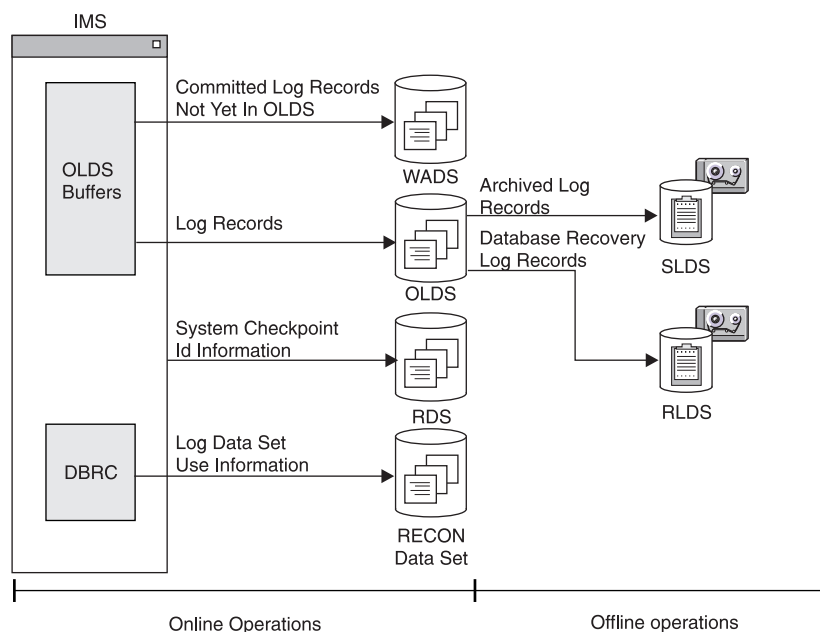 IMS
Committed Log Records
Not Yet In OLDS
OLDS
Buffers
WADS
Archived Log
Records
Log Records
Database Recovery
Log Records
SLDS
OLDS
System Checkpoint
Id Information
RDS
RLDS
DBRC
Log Data Set
Use Information
RECON
Data Set
Online Operations
Offline operations